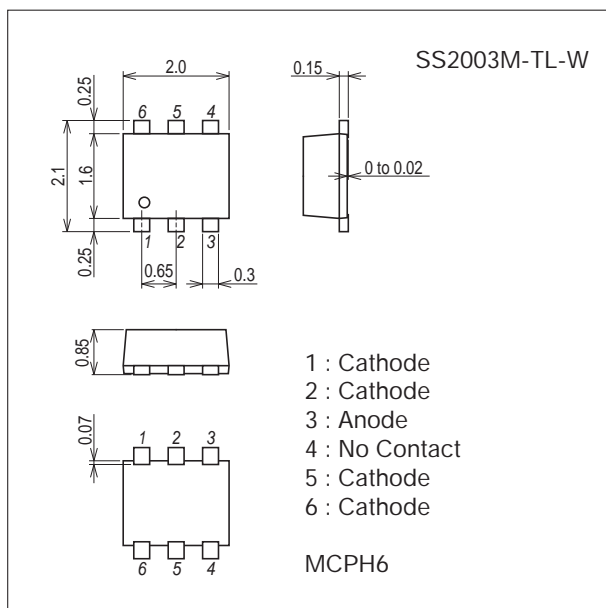 SS2003M-TL-W
2.0
0.15
0.25
6 5 4
2.1
1.6
0 to 0.02
0.25
1 2 3
0.65
0.3
0.85
0.07
1 2 3
6 5 4
1 : Cathode
2 : Cathode
3 : Anode
4 : No Contact
5 : Cathode
6 : Cathode
MCPH6